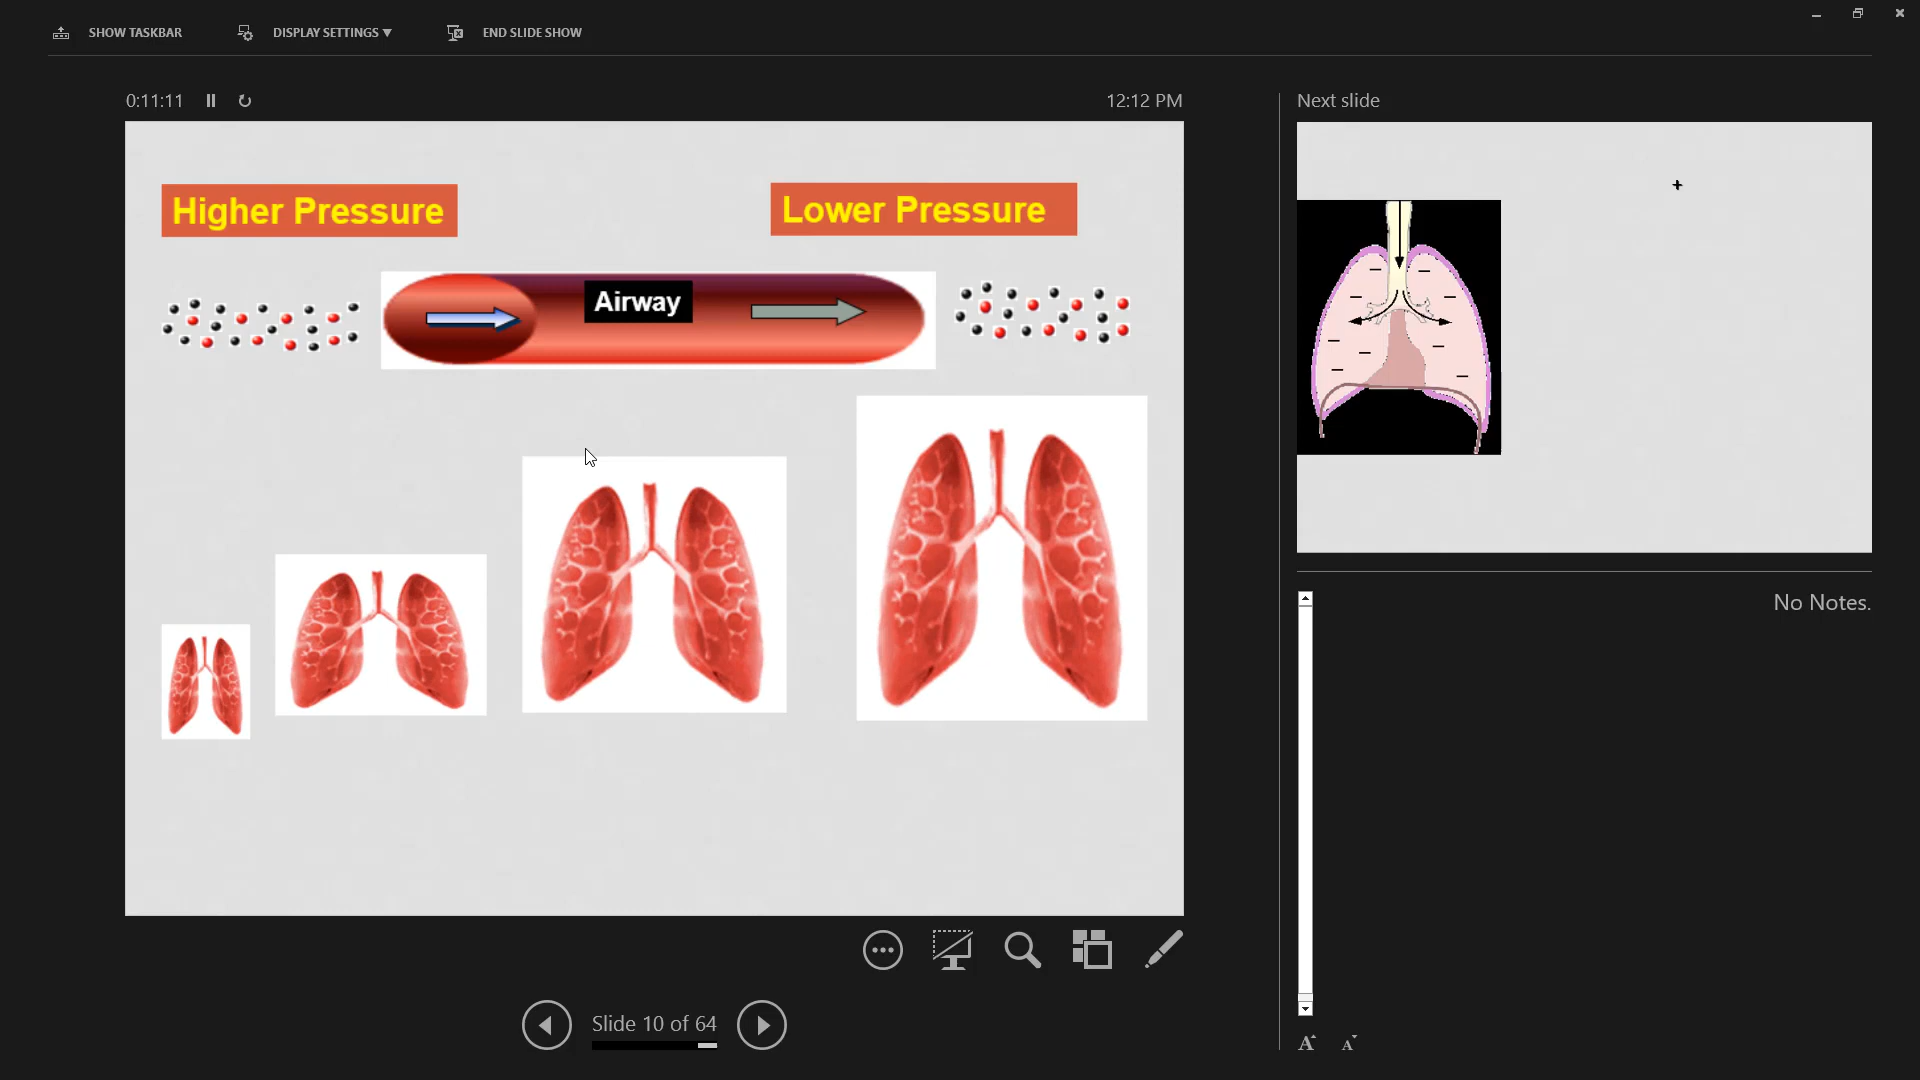 SHOW TASKBAR
DISPLAY SETTINGS ▼
END SLIDE SHOW
0:11:11
12:12 PM
Next slide
Higher Pressure
Lower Pressure
Airway
No Notes.
Slide 10 of 64
A A